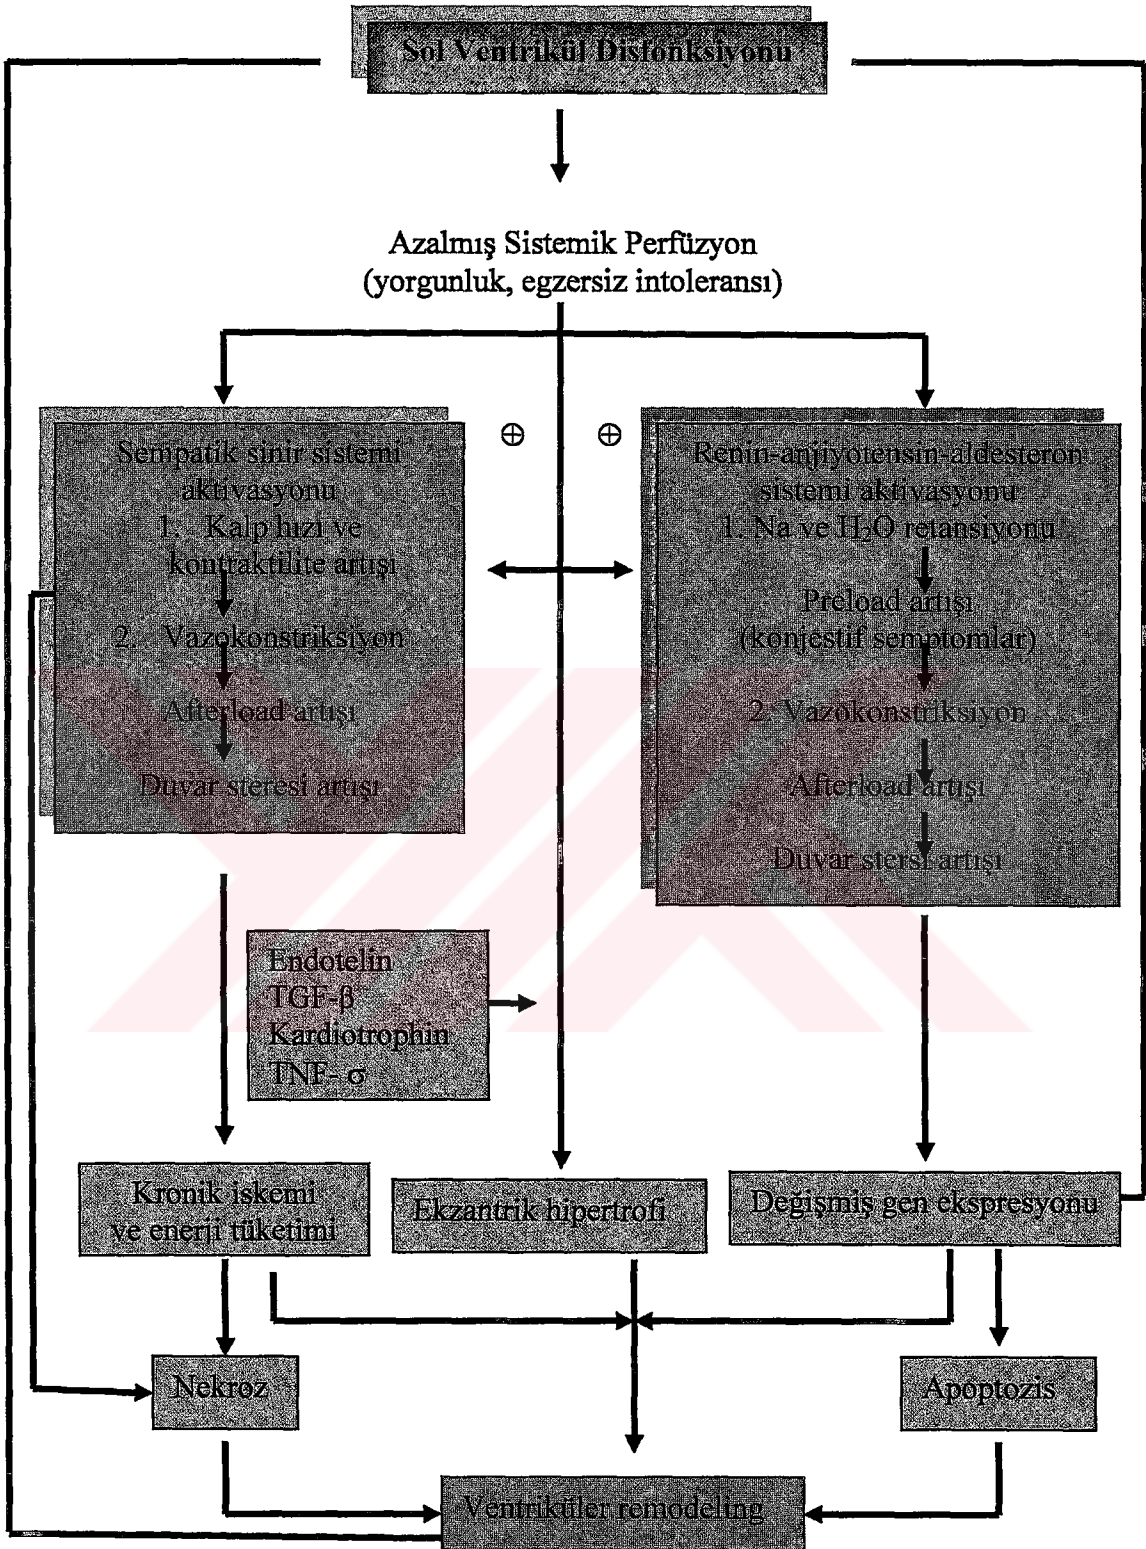 Sol Ventrikül Disfonksiyonu
Azalmış Sistemik Perfüzyon
(yorgunluk, egzersiz intoleransı)
⊕ ⊕
Sempatik sinir sistemi
aktivasyonu
1. Kalp hızı ve
kontraktilite artışı
2. Vazokonstriksiyon
Afterload artışı
Duvar steresi artışı
Renin-anjiyotensin-aldesteron
sistemi aktivasyonu
1. Na ve H₂O retansiyonu
Preload artışı
(konjestif semptomlar)
2. Vazokonstriksiyon
Afterload artışı
Duvar stersi artışı
Endotelin
TGF-β
Kardiotrophin
TNF- σ
Kronik iskemi
ve enerji tüketimi
Ekzantrik hipertrofi
Değişmiş gen ekspresyonu
Nekroz
Apoptozis
Ventriküler remodeling